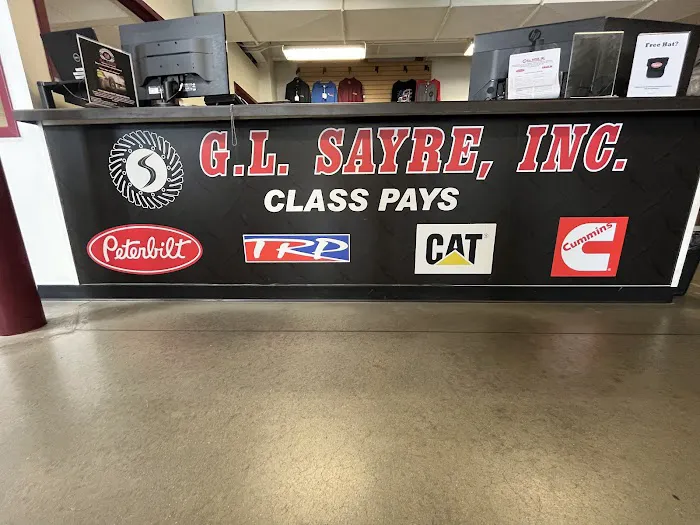 Free Hat?
G.L. SAYRE, INC.
S
CLASS PAYS
Peterbilt
TRP
CAT
Cummins